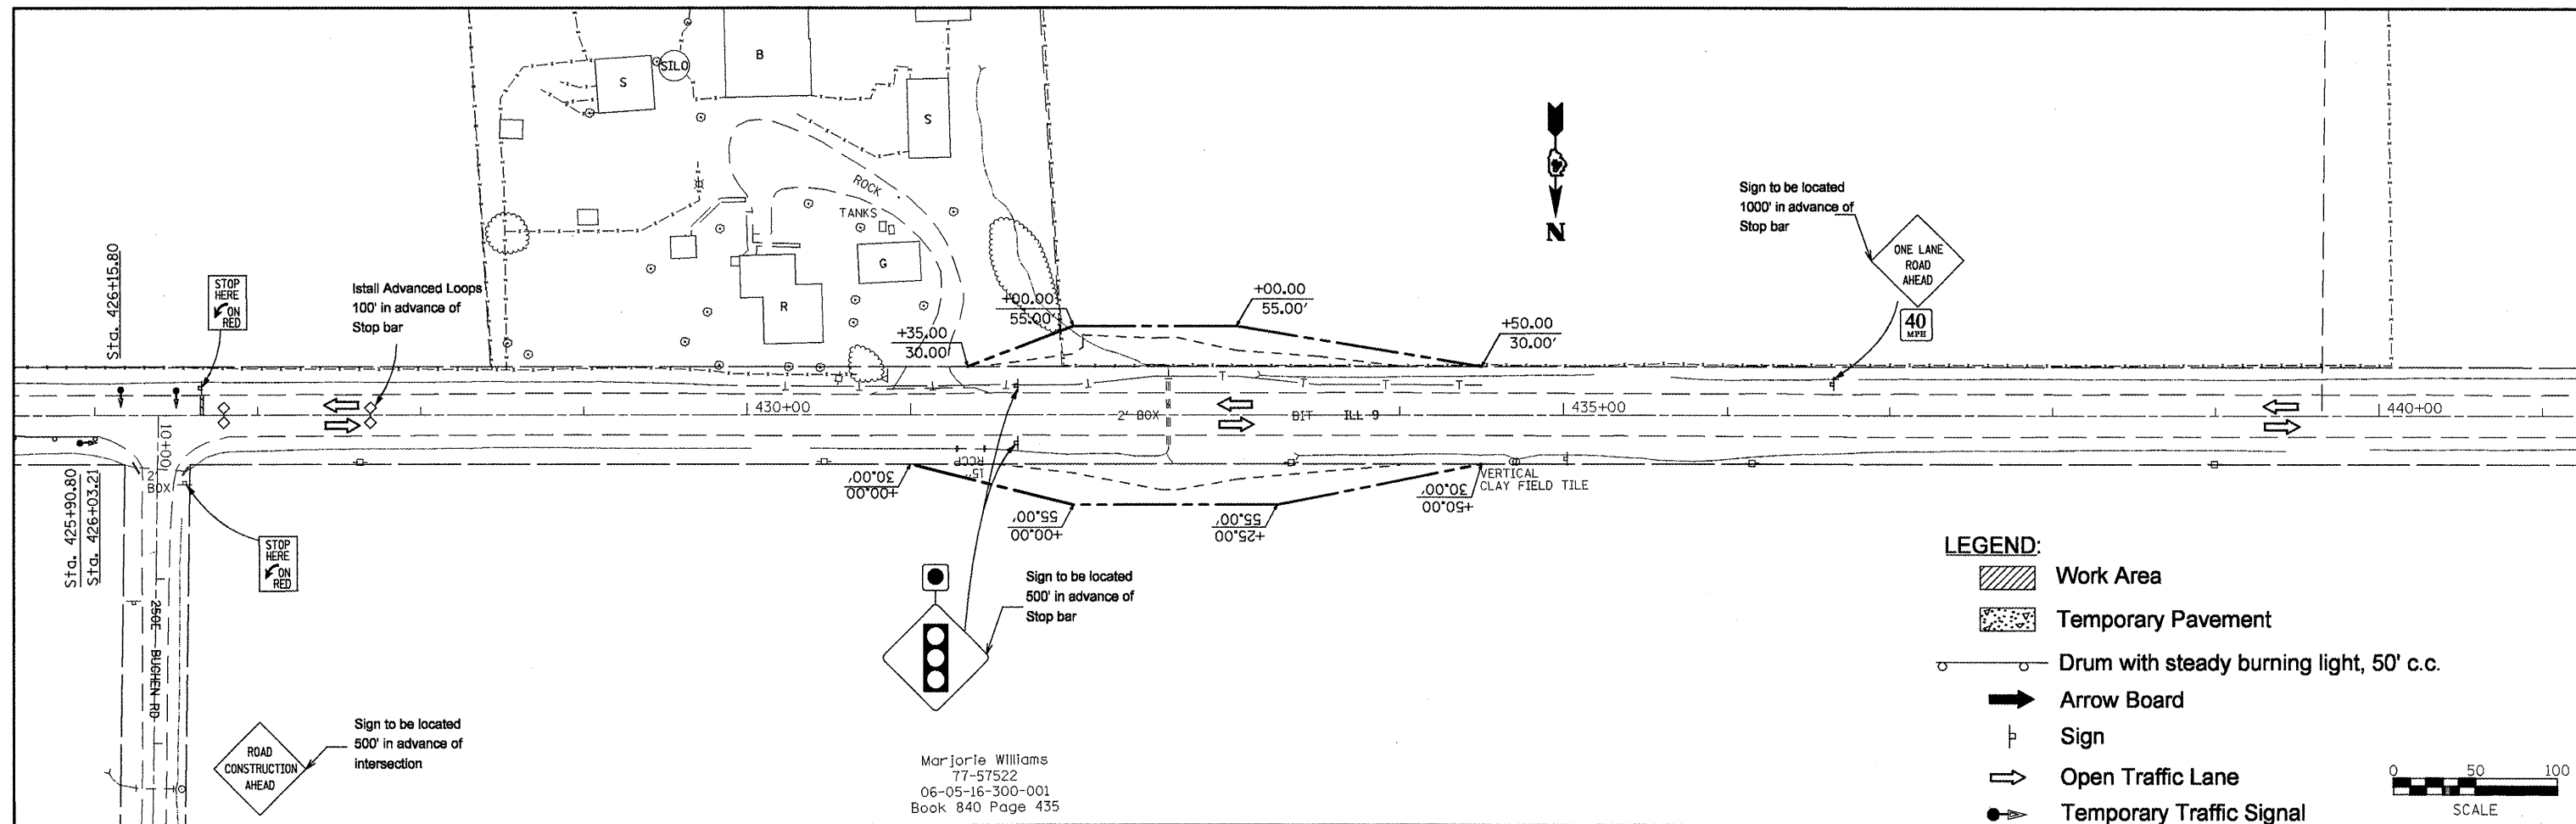 SILO
B
S
S
ROCK
TANKS
G
R
N
Sign to be located
1000' in advance of
Stop bar
ONE LANE
ROAD
AHEAD
40
MPH
Sta. 426+15.80
STOP
HERE
ON
RED
Istall Advanced Loops
100' in advance of
Stop bar
+35.00
30.00'
+00.00
55.00'
+00.00
55.00'
+50.00
30.00'
430+00
2' BOX
BIT
ILL 9
435+00
440+00
10+00
2'
BOX
15" RCCP
+00.00
30.00'
+00.00
55.00'
+25.00
55.00'
+50.00
30.00'
VERTICAL
CLAY FIELD TILE
Sta. 425+90.80
Sta. 426+03.21
STOP
HERE
ON
RED
250E BUCHEN RD
Sign to be located
500' in advance of
Stop bar
ROAD
CONSTRUCTION
AHEAD
Sign to be located
500' in advance of
intersection
Marjorie Williams
77-57522
06-05-16-300-001
Book 840 Page 435
LEGEND:
Work Area
Temporary Pavement
Drum with steady burning light, 50' c.c.
Arrow Board
Sign
Open Traffic Lane
Temporary Traffic Signal
0 50 100
SCALE